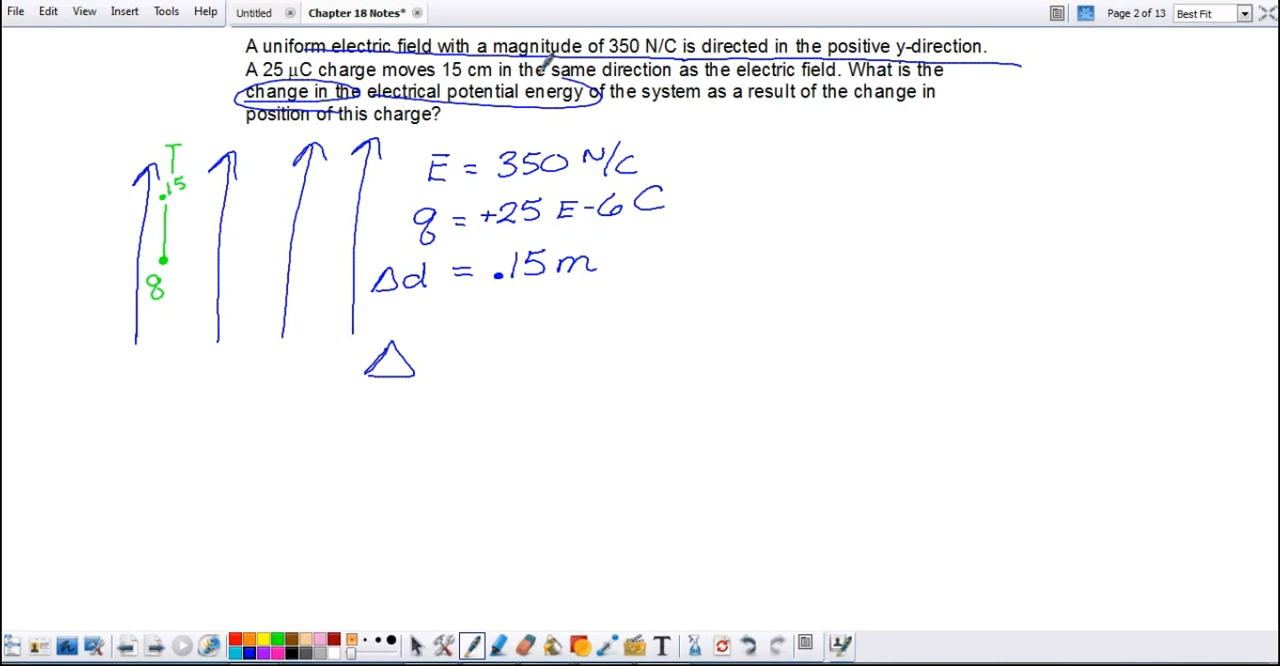 File Edit View Insert Tools Help Untitled Chapter 18 Notes* Page 2 of 13 Best Fit
A uniform electric field with a magnitude of 350 N/C is directed in the positive y-direction.
A 25 μC charge moves 15 cm in the same direction as the electric field. What is the
change in the electrical potential energy of the system as a result of the change in
position of this charge?
E = 350 N/C
.15
q = +25 E-6 C
Δd = .15 m
q
Δ
T